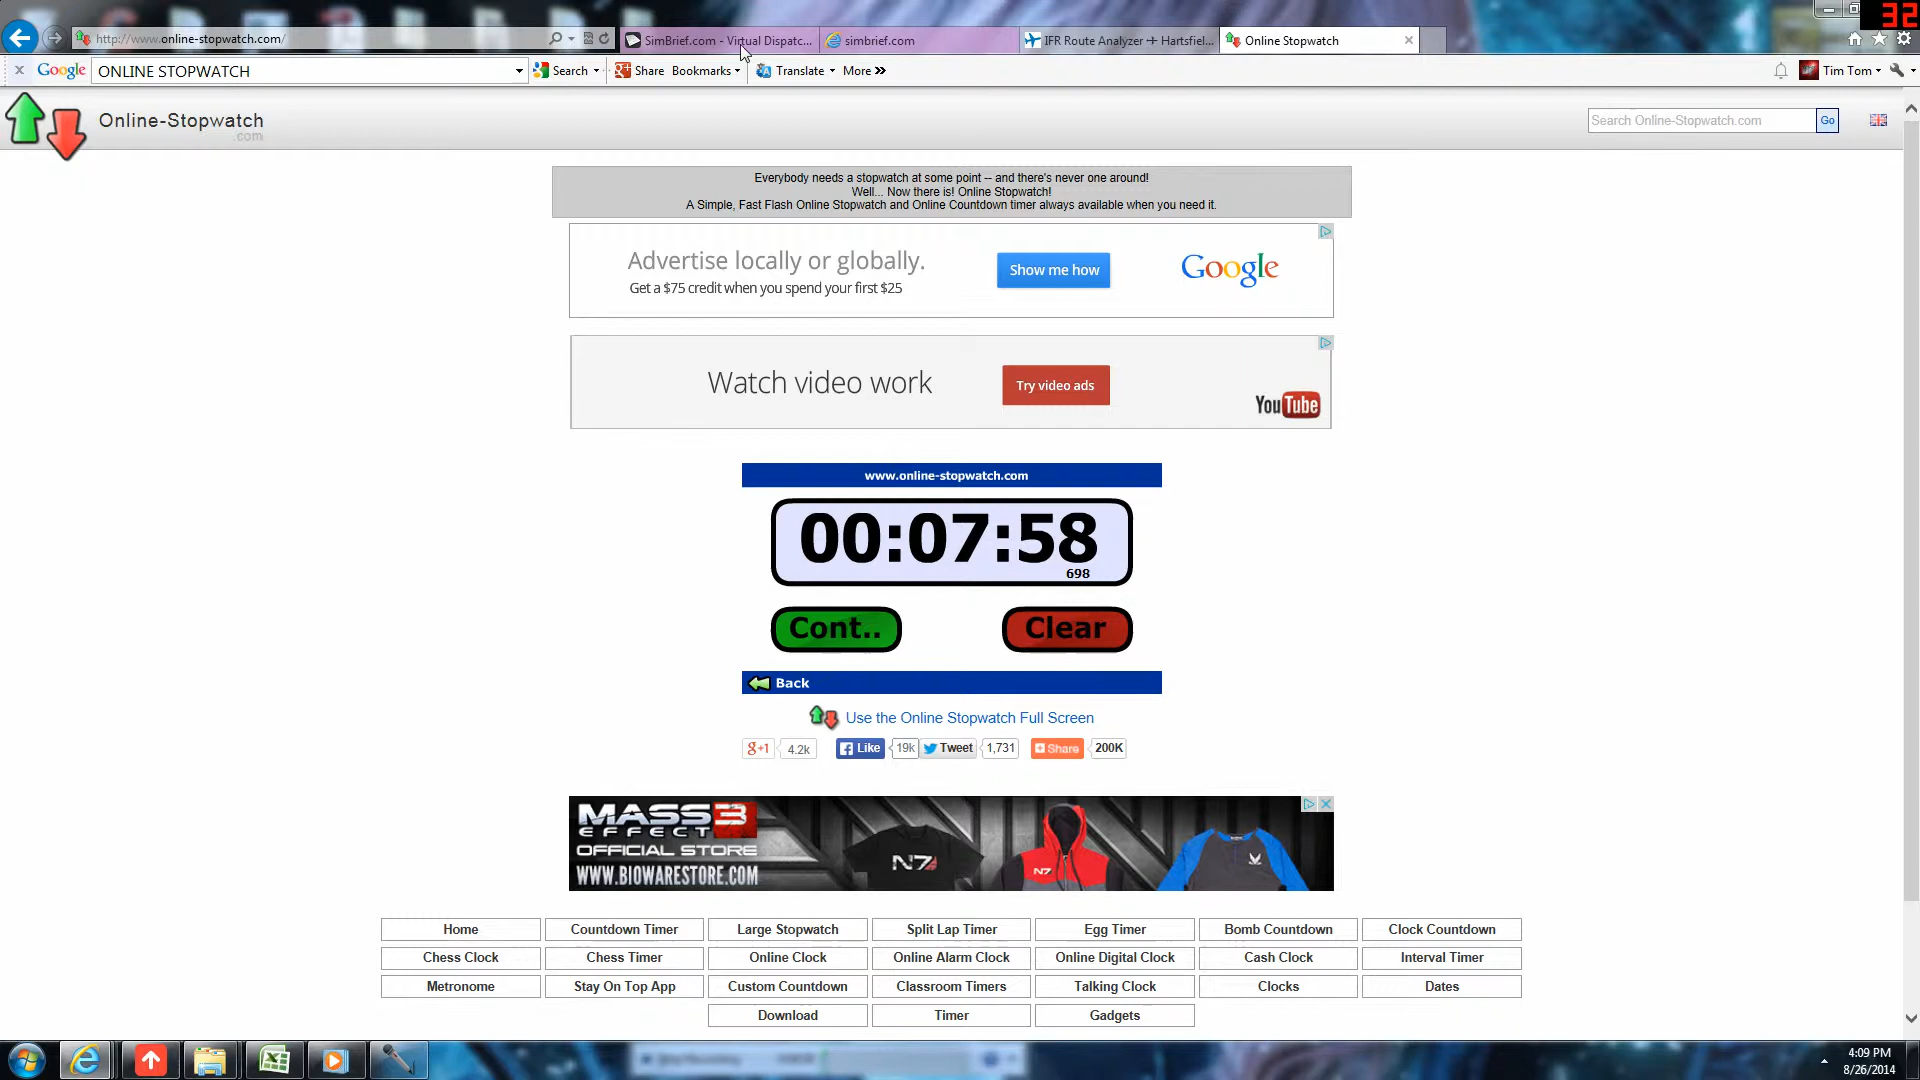 32
http://www.online-stopwatch.com/
SimBrief.com - Virtual Dispatc...
simbrief.com
IFR Route Analyzer ✈ Hartsfiel...
Online Stopwatch
Google
ONLINE STOPWATCH
Search
Share
Bookmarks
Translate
More »
Tim Tom
Online-Stopwatch
.com
Search Online-Stopwatch.com
Go
Everybody needs a stopwatch at some point -- and there's never one around!
Well... Now there is! Online Stopwatch!
A Simple, Fast Flash Online Stopwatch and Online Countdown timer always available when you need it.
Advertise locally or globally.
Get a $75 credit when you spend your first $25
Show me how
Google
Watch video work
Try video ads
YouTube
www.online-stopwatch.com
00:07:58
698
Cont..
Clear
Back
Use the Online Stopwatch Full Screen
g+1
4.2k
Like
19k
Tweet
1,731
Share
200K
MASS 3
EFFECT
OFFICIAL STORE
WWW.BIOWARESTORE.COM
N7
N7
Home
Countdown Timer
Large Stopwatch
Split Lap Timer
Egg Timer
Bomb Countdown
Clock Countdown
Chess Clock
Chess Timer
Online Clock
Online Alarm Clock
Online Digital Clock
Cash Clock
Interval Timer
Metronome
Stay On Top App
Custom Countdown
Classroom Timers
Talking Clock
Clocks
Dates
Download
Timer
Gadgets
4:09 PM
8/26/2014